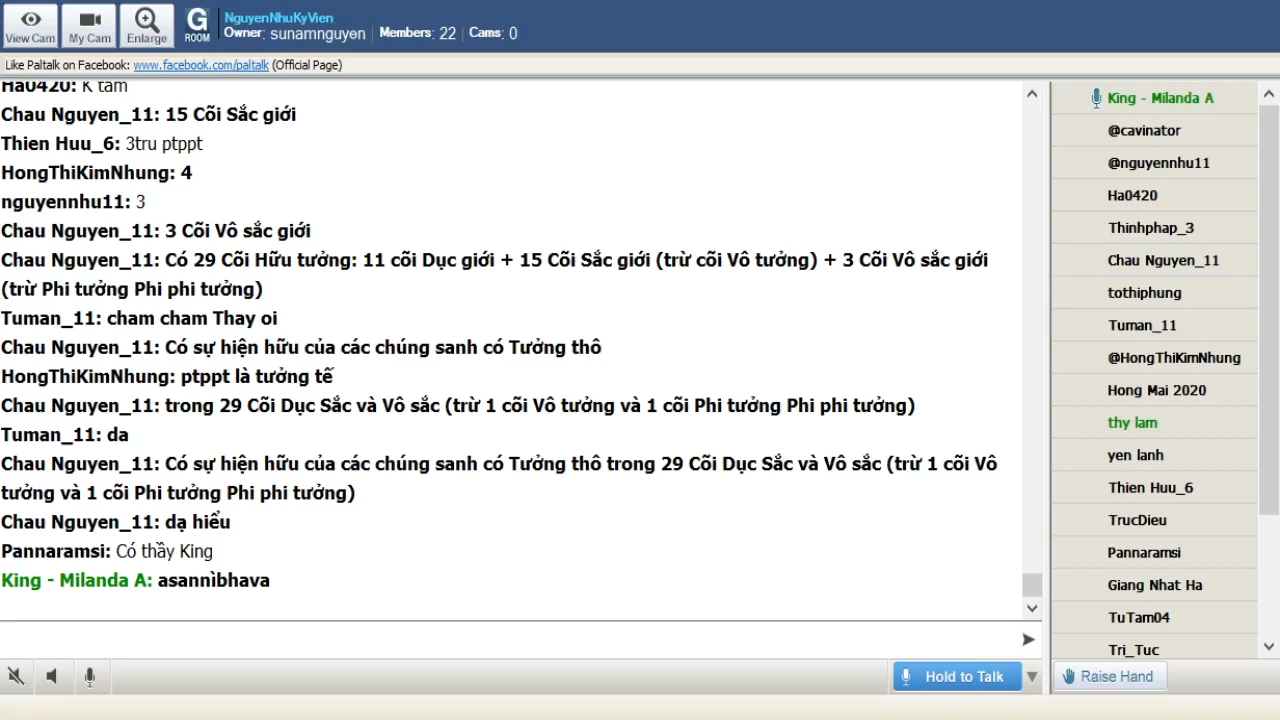 NguyenNhuKyVien
View Cam
My Cam
Enlarge
G
ROOM
Owner: sunamnguyen | Members: 22 | Cams: 0
Like Paltalk on Facebook: www.facebook.com/paltalk (Official Page)
Ha0420: K tam
Chau Nguyen_11: 15 Cõi Sắc giới
Thien Huu_6: 3tru ptppt
HongThiKimNhung: 4
nguyennhu11: 3
Chau Nguyen_11: 3 Cõi Vô sắc giới
Chau Nguyen_11: Có 29 Cõi Hữu tưởng: 11 cõi Dục giới + 15 Cõi Sắc giới (trừ cõi Vô tưởng) + 3 Cõi Vô sắc giới
(trừ Phi tưởng Phi phi tưởng)
Tuman_11: cham cham Thay oi
Chau Nguyen_11: Có sự hiện hữu của các chúng sanh có Tưởng thô
HongThiKimNhung: ptppt là tưởng tế
Chau Nguyen_11: trong 29 Cõi Dục Sắc và Vô sắc (trừ 1 cõi Vô tưởng và 1 cõi Phi tưởng Phi phi tưởng)
Tuman_11: da
Chau Nguyen_11: Có sự hiện hữu của các chúng sanh có Tưởng thô trong 29 Cõi Dục Sắc và Vô sắc (trừ 1 cõi Vô
tưởng và 1 cõi Phi tưởng Phi phi tưởng)
Chau Nguyen_11: dạ hiểu
Pannaramsi: Có thầy King
King - Milanda A: asannìbhava
King - Milanda A
@cavinator
@nguyennhu11
Ha0420
Thinhphap_3
Chau Nguyen_11
tothiphung
Tuman_11
@HongThiKimNhung
Hong Mai 2020
thy lam
yen lanh
Thien Huu_6
TrucDieu
Pannaramsi
Giang Nhat Ha
TuTam04
Tri_Tuc
Hold to Talk
Raise Hand